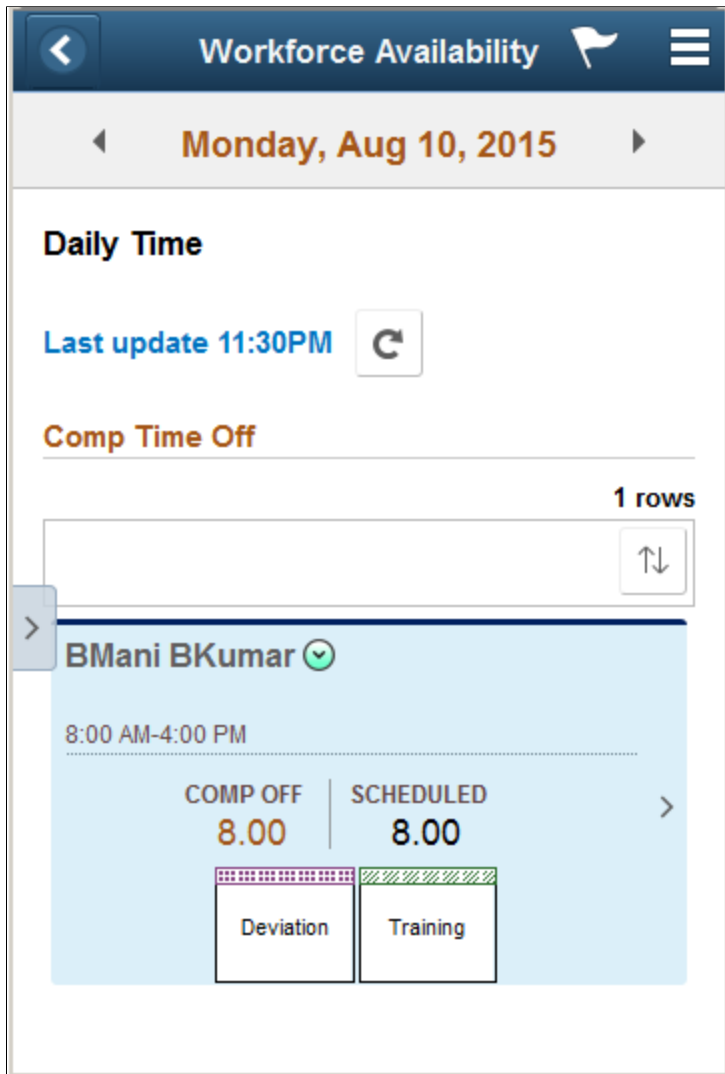 Workforce Availability
Monday, Aug 10, 2015
Daily Time
Last update 11:30PM
Comp Time Off
1 rows
BMani BKumar
8:00 AM-4:00 PM
COMP OFF SCHEDULED
8.00 8.00
Deviation Training